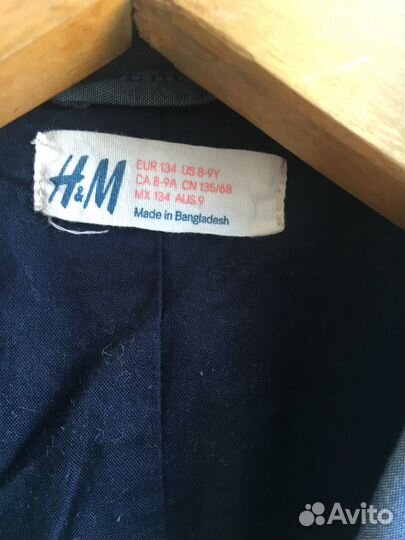 H&M
EUR 134 US 8-9Y
CA 8-9A CN 135/68
MX 134 AUS 9
Made in Bangladesh
Avito